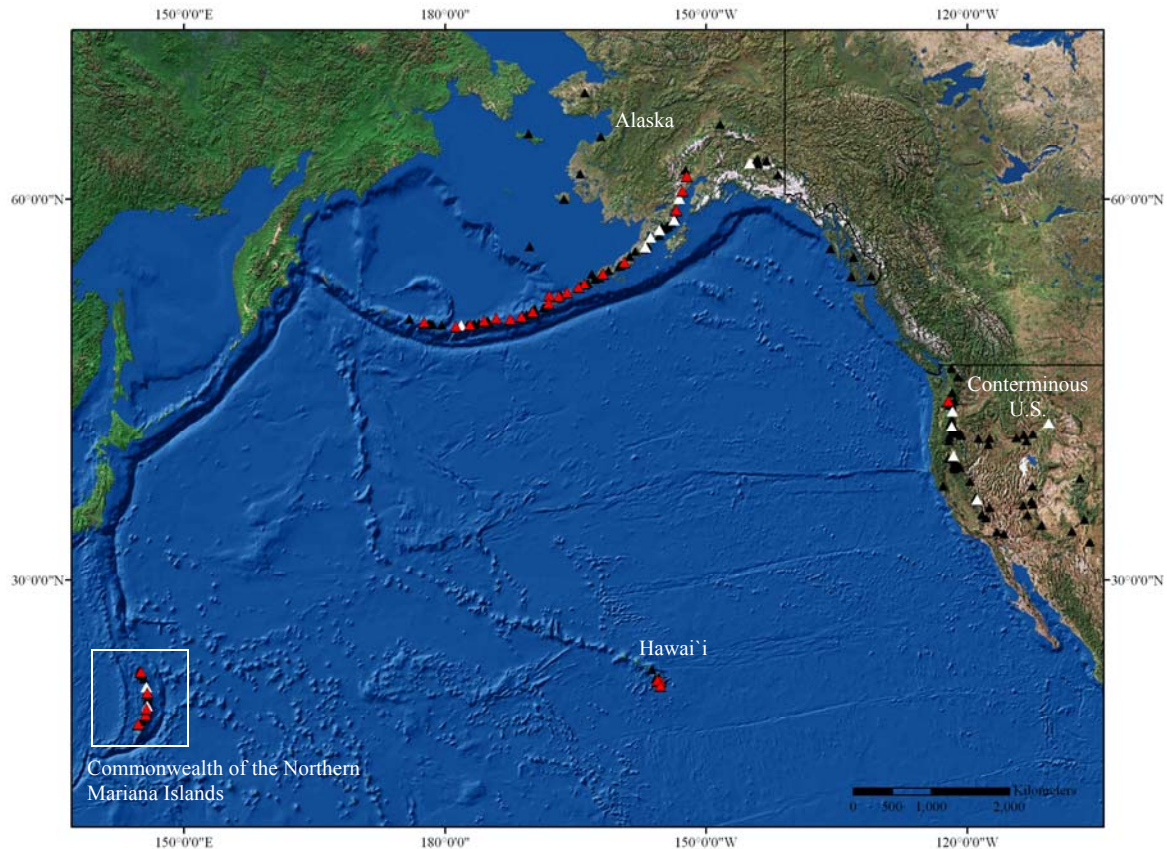 150°0'0"E 180°0'0" 150°0'0"W 120°0'0"W
Alaska
60°0'0"N 60°0'0"N
Conterminous
U.S.
30°0'0"N 30°0'0"N
Hawai`i
Commonwealth of the Northern
Mariana Islands
Kilometers
0 500 1,000 2,000
150°0'0"E 180°0'0" 150°0'0"W 120°0'0"W